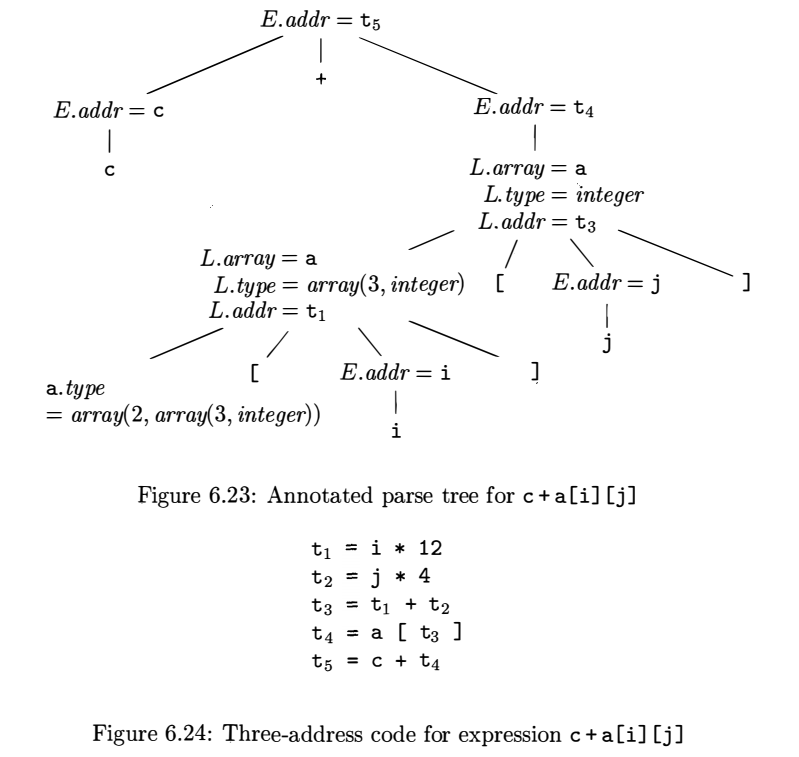 E.addr = t₅
+
E.addr = c
E.addr = t₄
c
L.array = a
L.type = integer
L.addr = t₃
L.array = a
L.type = array(3, integer)
L.addr = t₁
[
E.addr = j
]
j
a.type
= array(2, array(3, integer))
[
E.addr = i
]
i
Figure 6.23: Annotated parse tree for c+a[i][j]
t₁ = i * 12
t₂ = j * 4
t₃ = t₁ + t₂
t₄ = a [ t₃ ]
t₅ = c + t₄
Figure 6.24: Three-address code for expression c+a[i][j]